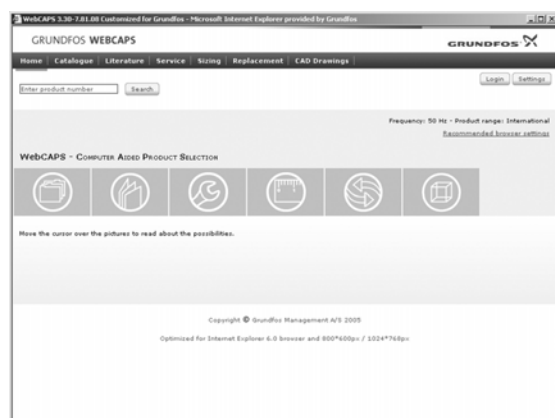 WebCAPS 3.30-7.01.08 Customized for Grundfos - Microsoft Internet Explorer provided by Grundfos
GRUNDFOS WEBCAPS
GRUNDFOS
Home | Catalogue | Literature | Service | Sizing | Replacement | CAD Drawings
Login Settings
Enter product number Search
Frequency: 50 Hz - Product range: International
Recommended browser settings
WebCAPS - Computer Aided Product Selection
Move the cursor over the pictures to read about the possibilities.
Copyright © Grundfos Management A/S 2005
Optimized for Internet Explorer 6.0 browser and 800*600px / 1024*768px